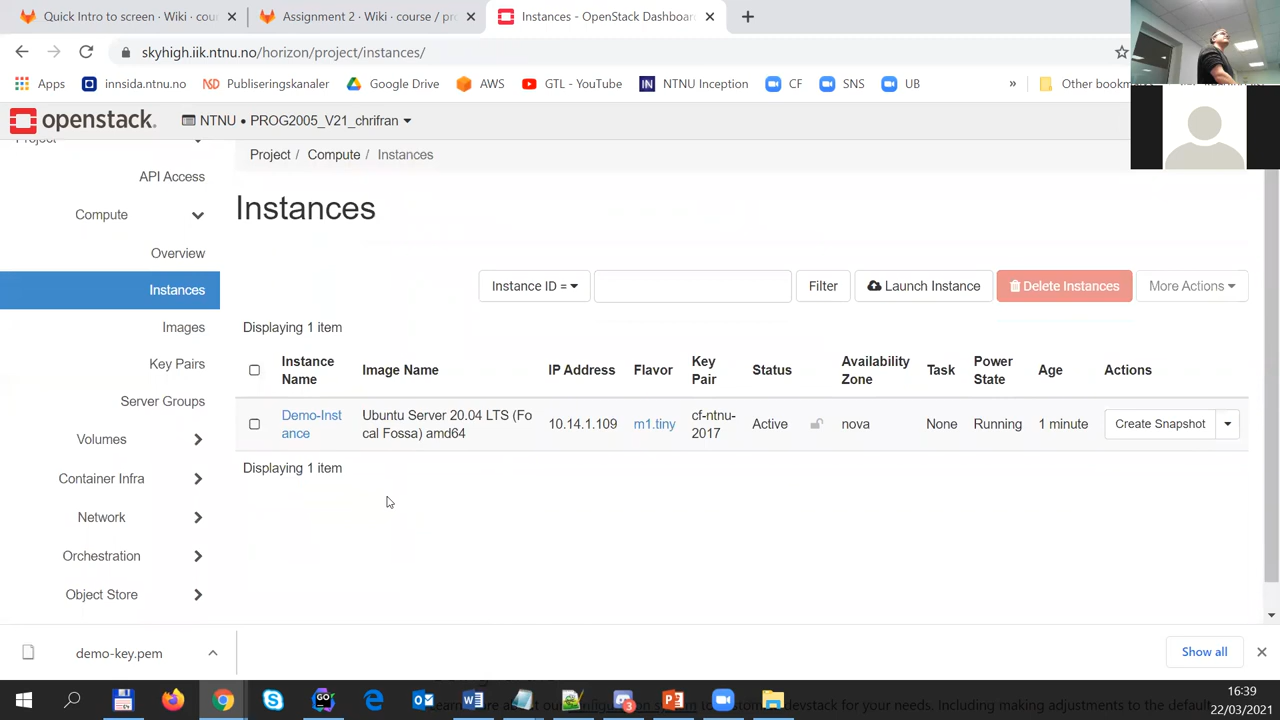 Quick Intro to screen · Wiki · cou
Assignment 2 · Wiki · course / pr
Instances - OpenStack Dashboar
skyhigh.iik.ntnu.no/horizon/project/instances/
Apps
innsida.ntnu.no
Publiseringskanaler
Google Drive
AWS
GTL - YouTube
NTNU Inception
CF
SNS
UB
»
Other bookm
openstack.
NTNU • PROG2005_V21_chrifran
Project
API Access
Compute
Overview
Instances
Images
Key Pairs
Server Groups
Volumes
Container Infra
Network
Orchestration
Object Store
Project / Compute / Instances
Instances
Instance ID =
Filter
Launch Instance
Delete Instances
More Actions
Displaying 1 item
Instance Name
Image Name
IP Address
Flavor
Key Pair
Status
Availability Zone
Task
Power State
Age
Actions
Demo-Inst
ance
Ubuntu Server 20.04 LTS (Fo
cal Fossa) amd64
10.14.1.109
m1.tiny
cf-ntnu-
2017
Active
nova
None
Running
1 minute
Create Snapshot
Displaying 1 item
demo-key.pem
Show all
16:39
22/03/2021